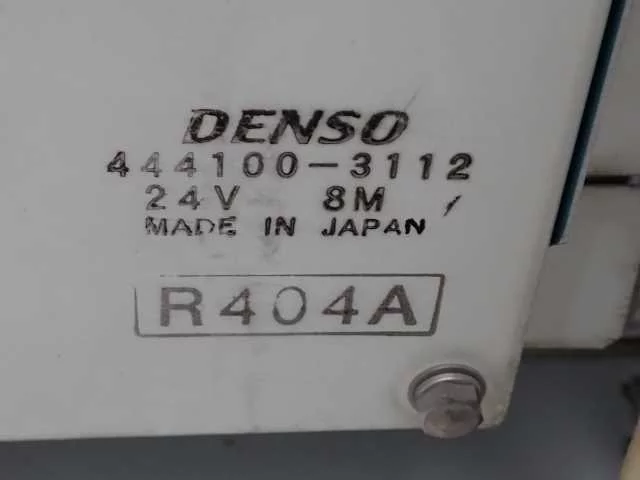 DENSO
444100-3112
24V 8M
MADE IN JAPAN
R404A